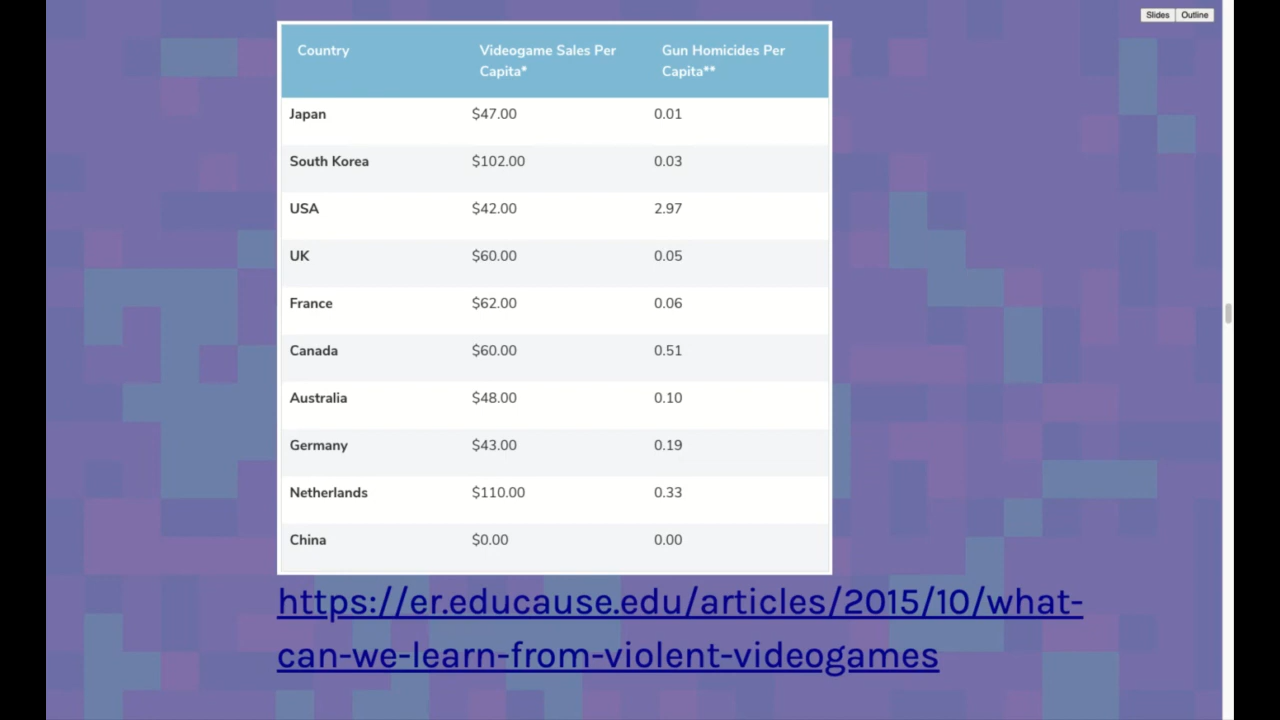 Slides Outline
Country Videogame Sales Per Capita* Gun Homicides Per Capita**
Japan $47.00 0.01
South Korea $102.00 0.03
USA $42.00 2.97
UK $60.00 0.05
France $62.00 0.06
Canada $60.00 0.51
Australia $48.00 0.10
Germany $43.00 0.19
Netherlands $110.00 0.33
China $0.00 0.00
https://er.educause.edu/articles/2015/10/what-
can-we-learn-from-violent-videogames